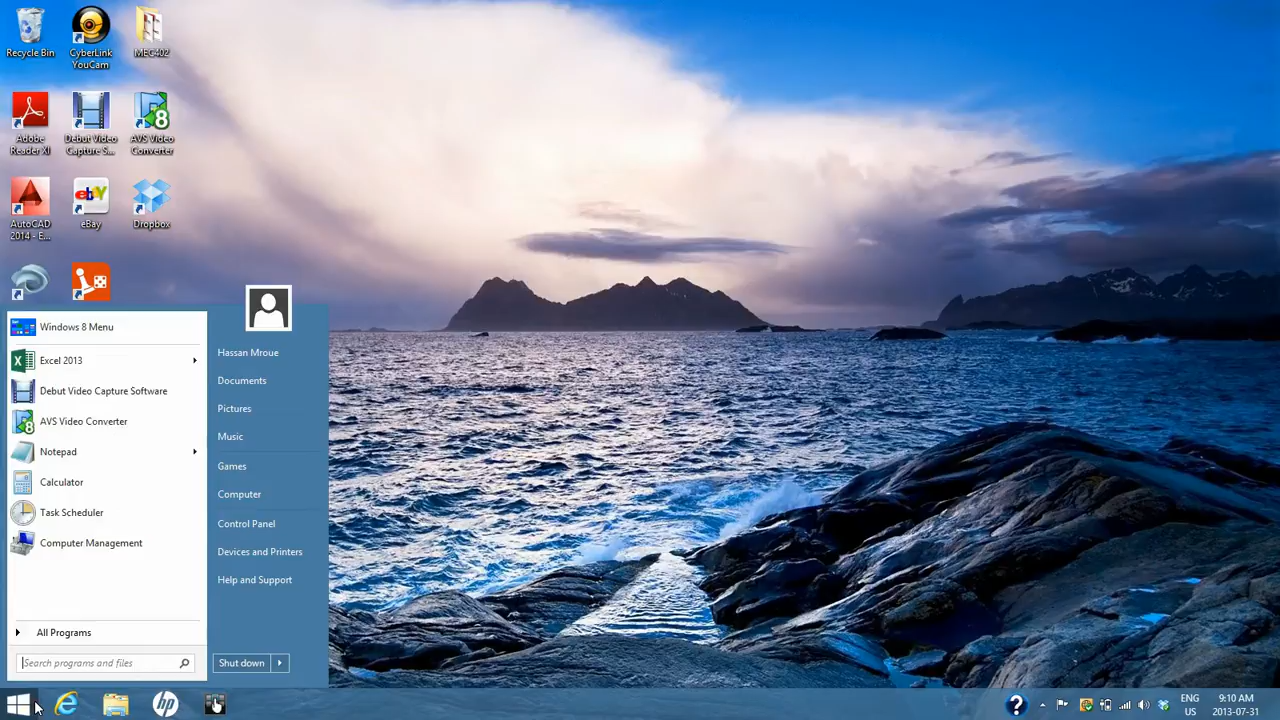 Recycle Bin
CyberLink
YouCam
MEC402
Adobe
Reader XI
Debut Video
Capture S...
AVS Video
Converter
AutoCAD
2014 - E...
eBay
Dropbox
Windows 8 Menu
Excel 2013
Debut Video Capture Software
AVS Video Converter
Notepad
Calculator
Task Scheduler
Computer Management
All Programs
Search programs and files
Hassan Mroue
Documents
Pictures
Music
Games
Computer
Control Panel
Devices and Printers
Help and Support
Shut down
ENG
US
9:10 AM
2013-07-31